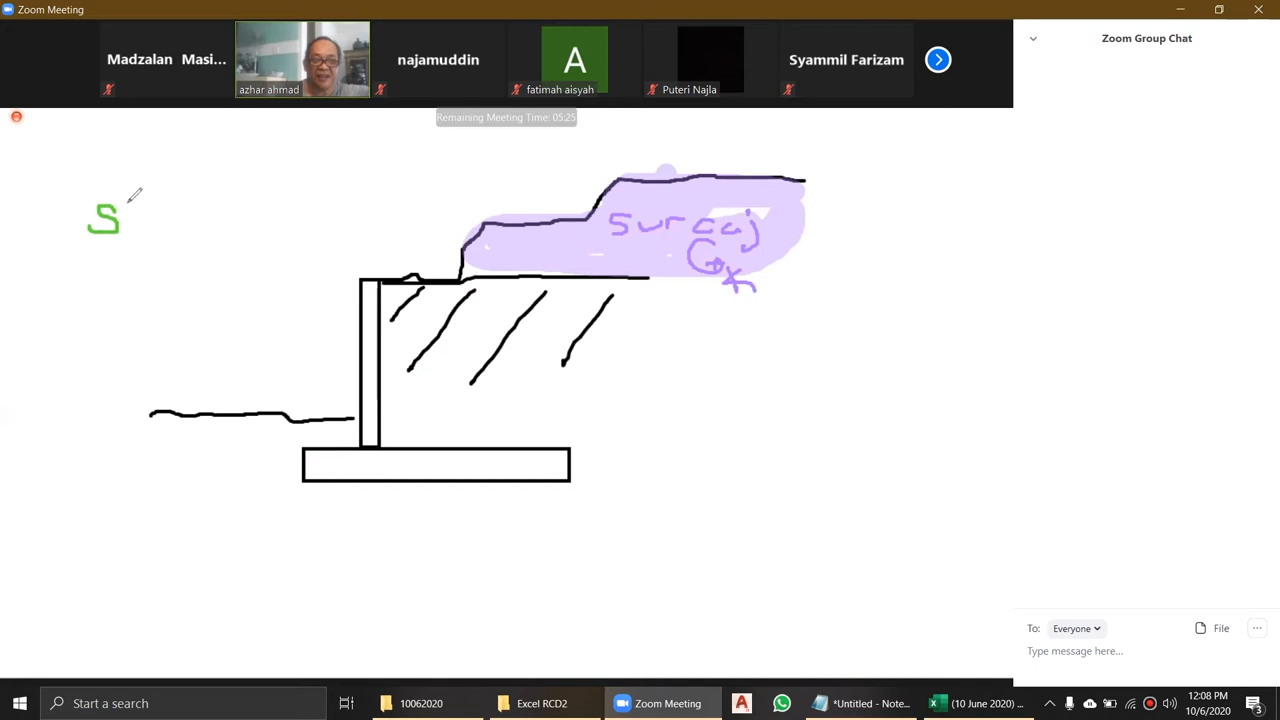 Zoom Meeting
Madzalan Masi...
azhar ahmad
najamuddin
A
fatimah aisyah
Puteri Najla
Syammil Farizam
Zoom Group Chat
Remaining Meeting Time: 05:25
S
Surcaj
To: Everyone
File
Type message here...
Start a search
10062020
Excel RCD2
Zoom Meeting
*Untitled - Note...
(10 June 2020) ...
12:08 PM
10/6/2020
3